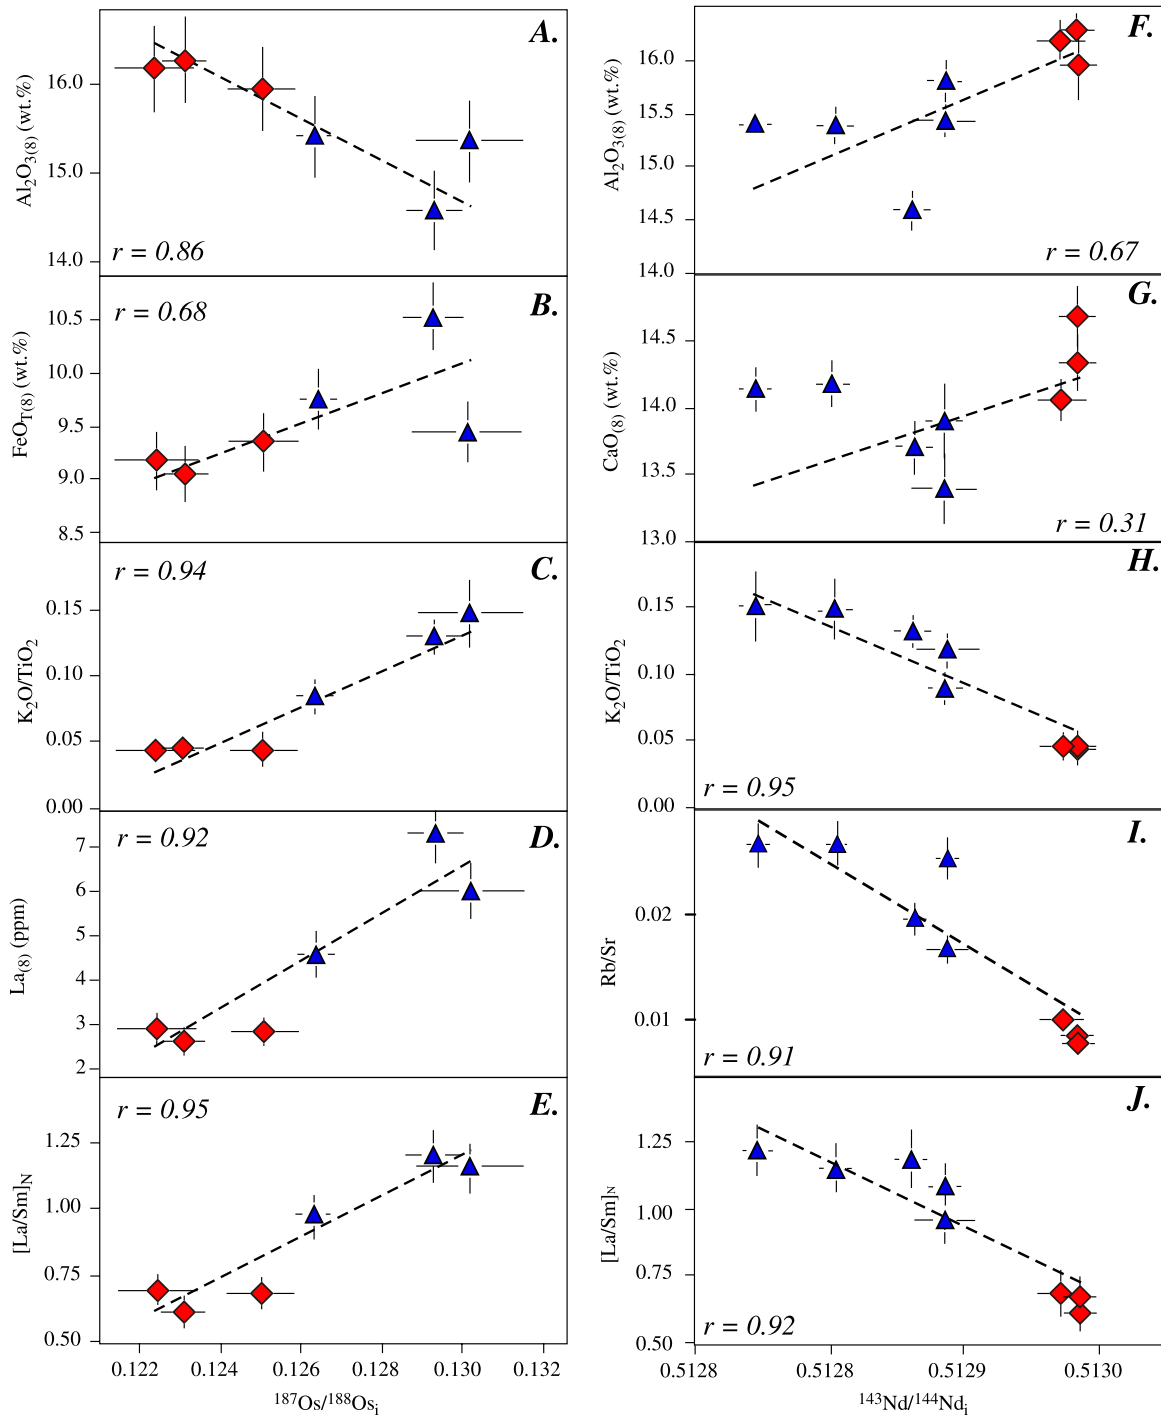 A.
Al₂O₃₍₈₎ (wt.%)
16.0
15.0
14.0
r = 0.86
B.
FeO_T(8) (wt.%)
10.5
10.0
9.5
9.0
8.5
r = 0.68
C.
K₂O/TiO₂
0.15
0.10
0.05
0.00
r = 0.94
D.
La₍₈₎ (ppm)
7
6
5
4
3
2
r = 0.92
E.
[La/Sm]_N
1.25
1.00
0.75
0.50
r = 0.95
0.122 0.124 0.126 0.128 0.130 0.132
¹⁸⁷Os/¹⁸⁸Osᵢ
F.
Al₂O₃₍₈₎ (wt.%)
16.0
15.5
15.0
14.5
14.0
r = 0.67
G.
CaO₍₈₎ (wt.%)
14.5
14.0
13.5
13.0
r = 0.31
H.
K₂O/TiO₂
0.15
0.10
0.05
0.00
r = 0.95
I.
Rb/Sr
0.02
0.01
r = 0.91
J.
[La/Sm]_N
1.25
1.00
0.75
0.50
r = 0.92
0.5128 0.5128 0.5129 0.5130
¹⁴³Nd/¹⁴⁴Ndᵢ